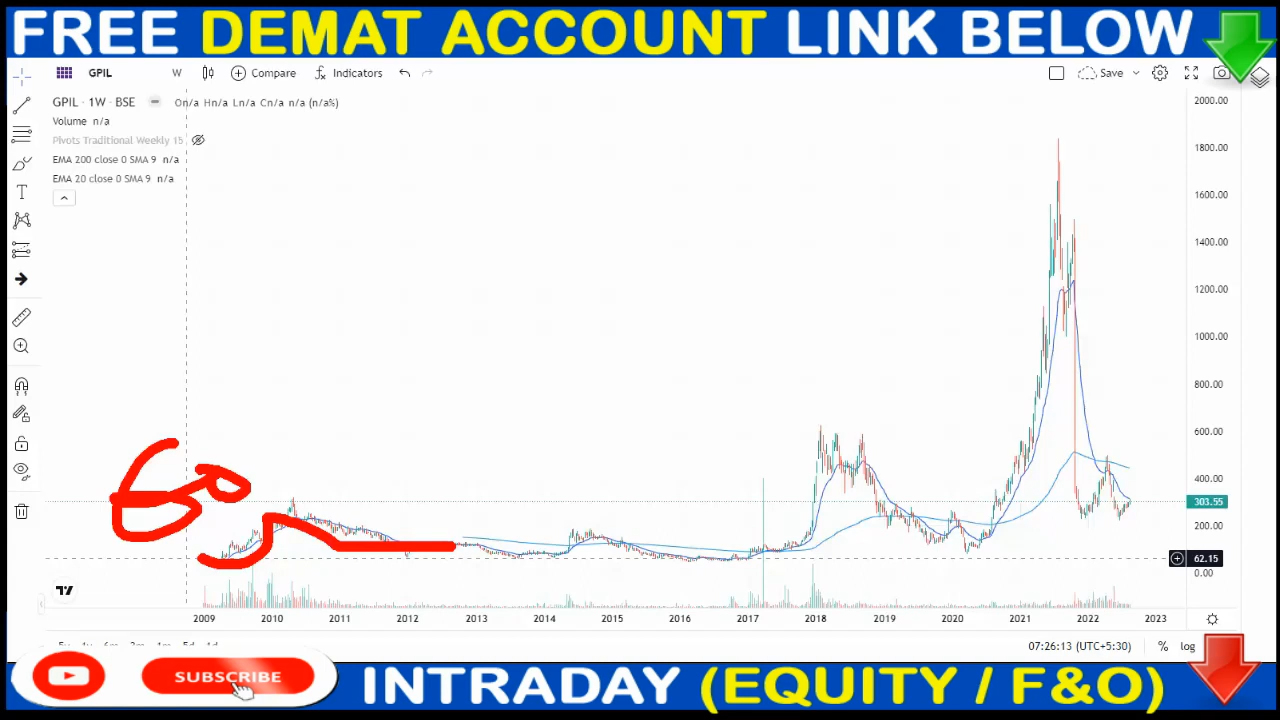 FREE DEMAT ACCOUNT LINK BELOW
GPIL W Compare Indicators Save
GPIL · 1W · BSE On/a Hn/a Ln/a Cn/a n/a (n/a%)
Volume n/a
Pivots Traditional Weekly 15
EMA 200 close 0 SMA 9 n/a
EMA 20 close 0 SMA 9 n/a
2000.00
1800.00
1600.00
1400.00
1200.00
1000.00
800.00
600.00
400.00
303.55
200.00
62.15
0.00
60
2009 2010 2011 2012 2013 2014 2015 2016 2017 2018 2019 2020 2021 2022 2023
07:26:13 (UTC+5:30) % log
SUBSCRIBE
INTRADAY (EQUITY / F&O)